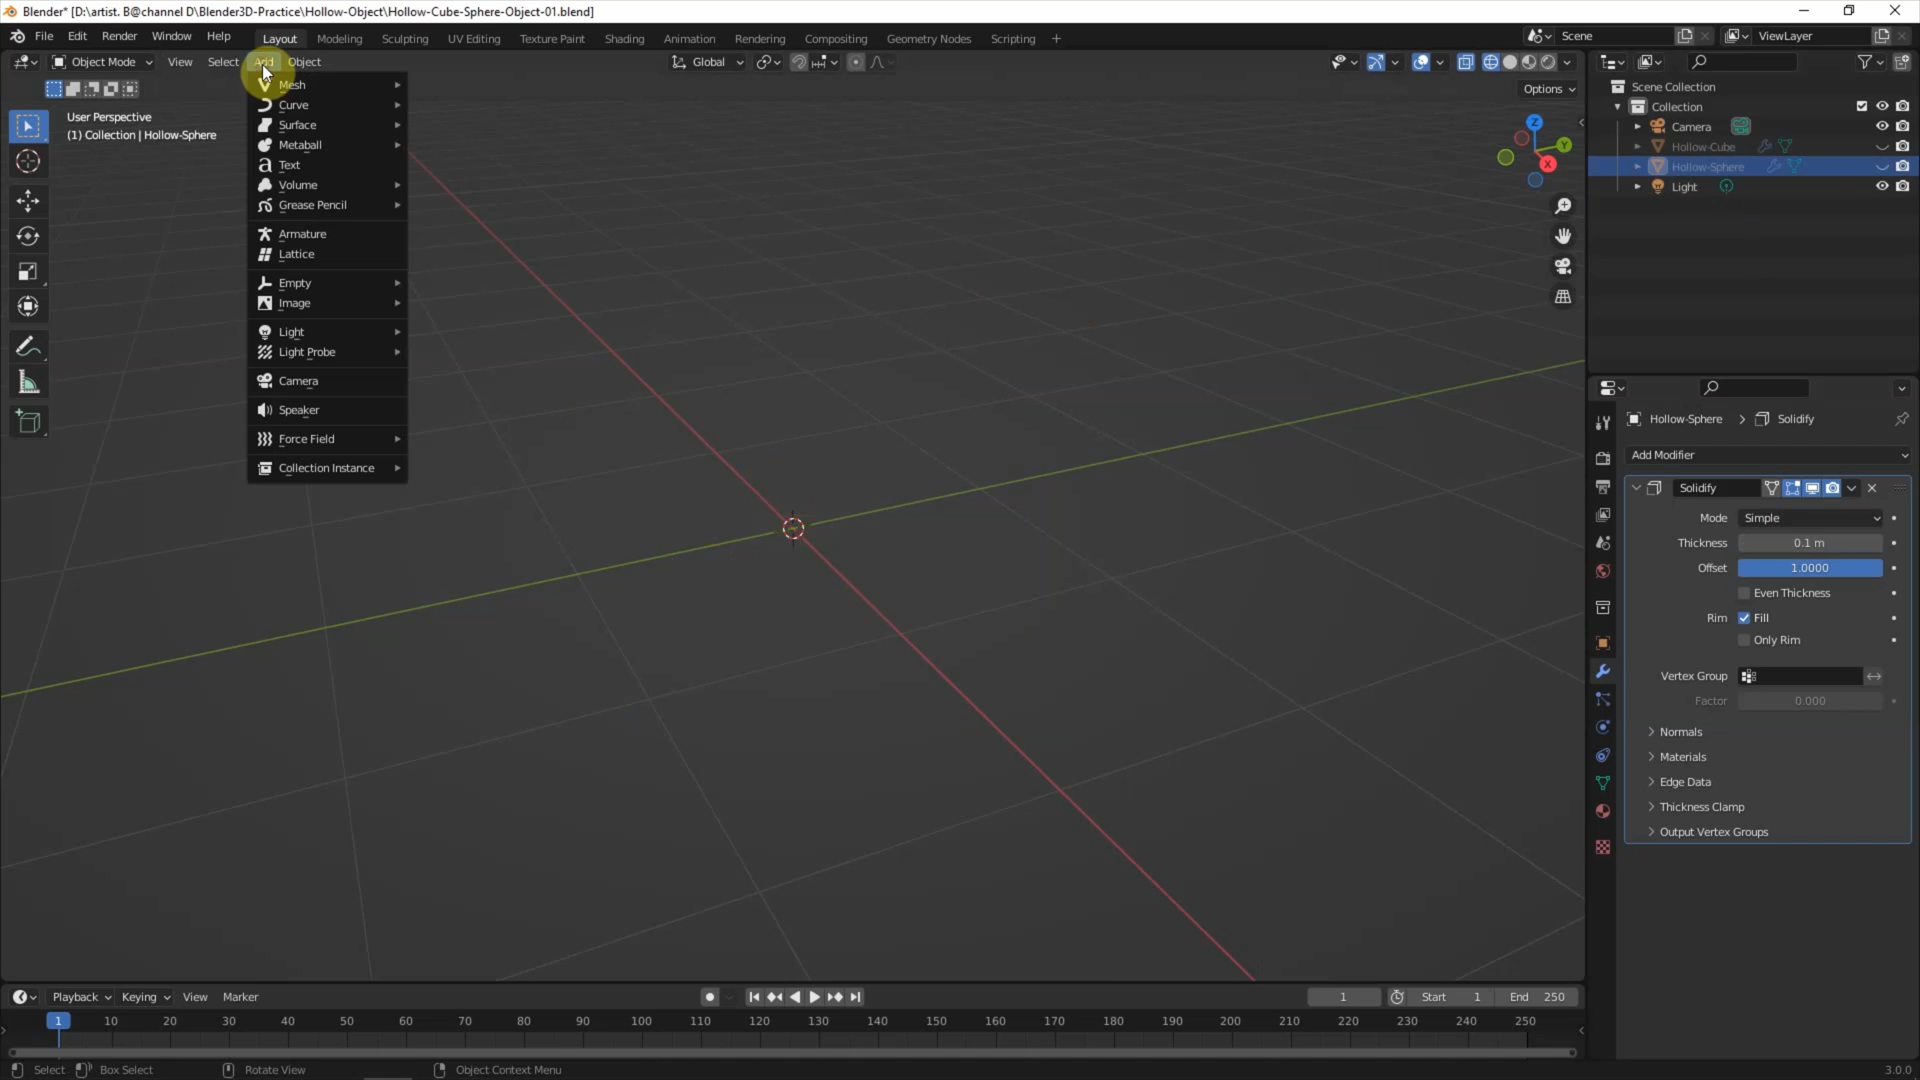 Blender* [D:\artist. B@channel D\Blender3D-Practice\Hollow-Object\Hollow-Cube-Sphere-Object-01.blend]
File Edit Render Window Help Layout Modeling Sculpting UV Editing Texture Paint Shading Animation Rendering Compositing Geometry Nodes Scripting + Scene ViewLayer
Object Mode View Select Add Object Global
Options
User Perspective
(1) Collection | Hollow-Sphere
Mesh
Curve
Surface
Metaball
Text
Volume
Grease Pencil
Armature
Lattice
Empty
Image
Light
Light Probe
Camera
Speaker
Force Field
Collection Instance
Z
Y
X
Scene Collection
Collection
Camera
Hollow-Cube
Hollow-Sphere
Light
Hollow-Sphere > Solidify
Add Modifier
Solidify
Mode Simple
Thickness 0.1 m
Offset 1.0000
Even Thickness
Rim Fill
Only Rim
Vertex Group
Factor 0.000
Normals
Materials
Edge Data
Thickness Clamp
Output Vertex Groups
Playback Keying View Marker 1 Start 1 End 250
1 10 20 30 40 50 60 70 80 90 100 110 120 130 140 150 160 170 180 190 200 210 220 230 240 250
Select Box Select Rotate View Object Context Menu 3.0.0